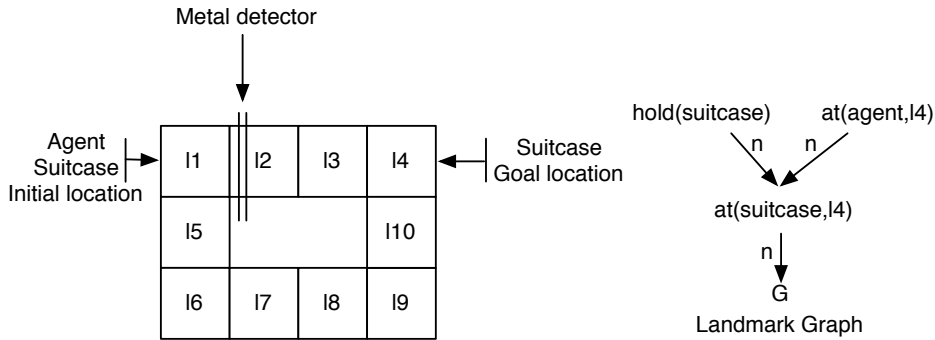 Metal detector
Agent
Suitcase
Initial location
l1
l2
l3
l4
Suitcase
Goal location
l5
l10
l6
l7
l8
l9
hold(suitcase)
at(agent,l4)
n
n
at(suitcase,l4)
n
G
Landmark Graph